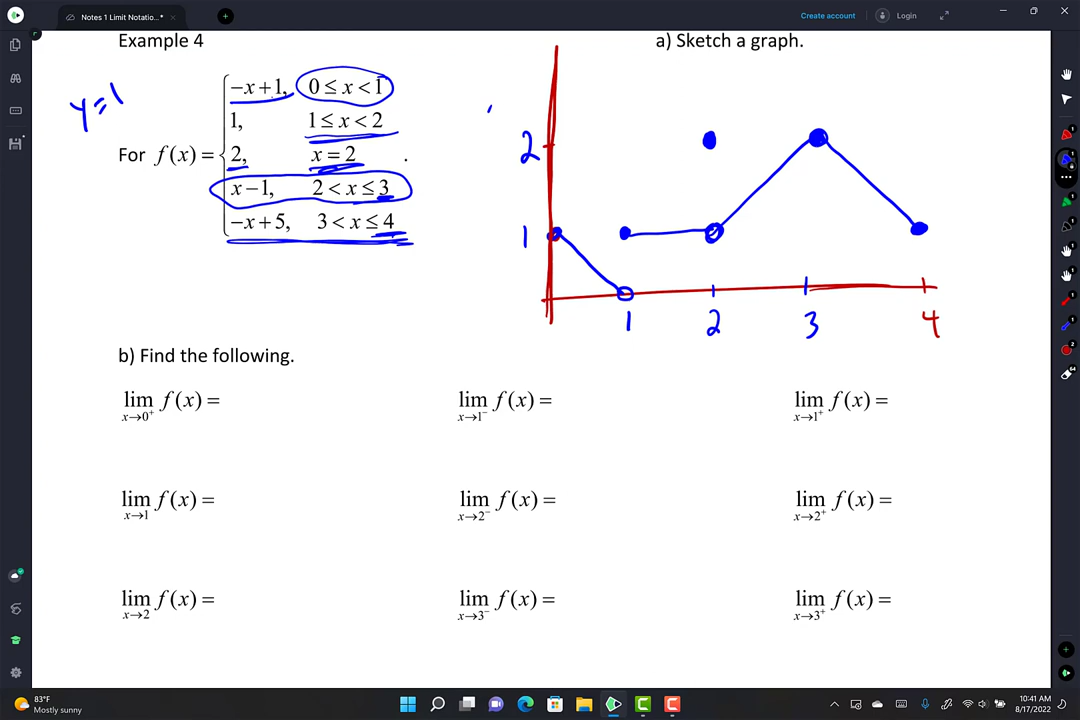 Notes 1 Limit Notatio...* ×
Create account
Login
Example 4
a) Sketch a graph.
y=1
For f(x) = { −x+1, 0 ≤ x < 1
1, 1 ≤ x < 2
2, x = 2 .
x−1, 2 < x ≤ 3
−x+5, 3 < x ≤ 4
2
1
1 2 3 4
b) Find the following.
lim x→0⁺ f(x) = lim x→1⁻ f(x) = lim x→1⁺ f(x) =
lim x→1 f(x) = lim x→2⁻ f(x) = lim x→2⁺ f(x) =
lim x→2 f(x) = lim x→3⁻ f(x) = lim x→3⁺ f(x) =
83°F
Mostly sunny
10:41 AM
8/17/2022